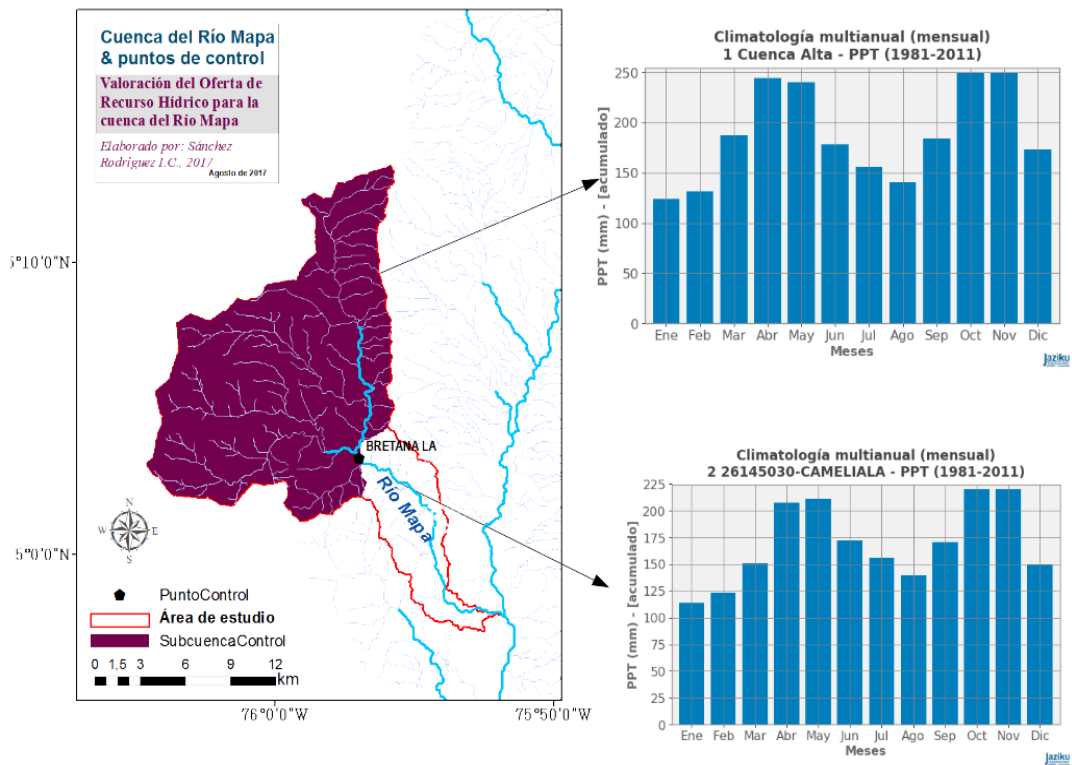 Cuenca del Río Mapa
& puntos de control
Valoración del Oferta de
Recurso Hídrico para la
cuenca del Río Mapa
Elaborado por: Sánchez
Rodríguez I.C., 2017
Agosto de 2017
5°10'0"N
5°0'0"N
76°0'0"W
75°50'0"W
BRETANA LA
Río Mapa
N
W
E
S
PuntoControl
Área de estudio
SubcuencaControl
0 1,5 3 6 9 12
km
Climatología multianual (mensual)
1 Cuenca Alta - PPT (1981-2011)
PPT (mm) - [acumulado]
250
200
150
100
50
0
Ene Feb Mar Abr May Jun Jul Ago Sep Oct Nov Dic
Meses
Jaziku
Climatología multianual (mensual)
2 26145030-CAMELIALA - PPT (1981-2011)
PPT (mm) - [acumulado]
225
200
175
150
125
100
75
50
25
0
Ene Feb Mar Abr May Jun Jul Ago Sep Oct Nov Dic
Meses
Jaziku